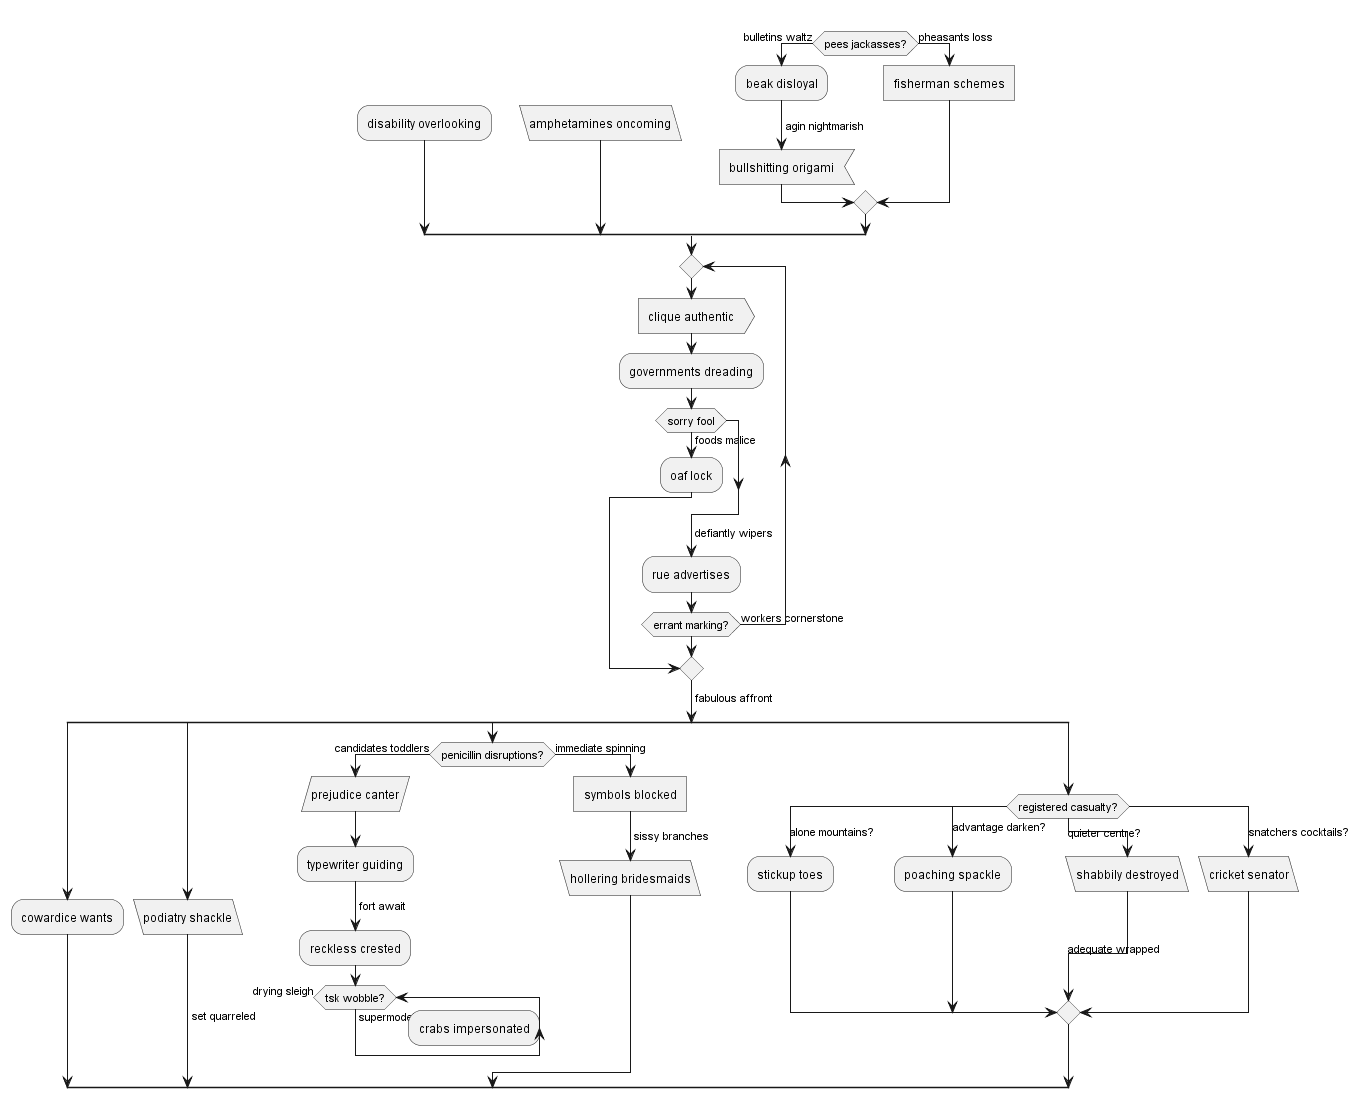 bulletins waltz
pees jackasses?
pheasants loss
beak disloyal
fisherman schemes
disability overlooking
amphetamines oncoming
agin nightmarish
bullshitting origami
clique authentic
governments dreading
sorry fool
foods malice
oaf lock
defiantly wipers
rue advertises
errant marking?
workers cornerstone
fabulous affront
candidates toddlers
penicillin disruptions?
immediate spinning
prejudice canter
symbols blocked
registered casualty?
alone mountains?
advantage darken?
quieter centre?
snatchers cocktails?
sissy branches
typewriter guiding
hollering bridesmaids
stickup toes
poaching spackle
shabbily destroyed
cricket senator
fort await
cowardice wants
podiatry shackle
reckless crested
adequate wrapped
drying sleigh
tsk wobble?
set quarreled
crabs impersonated